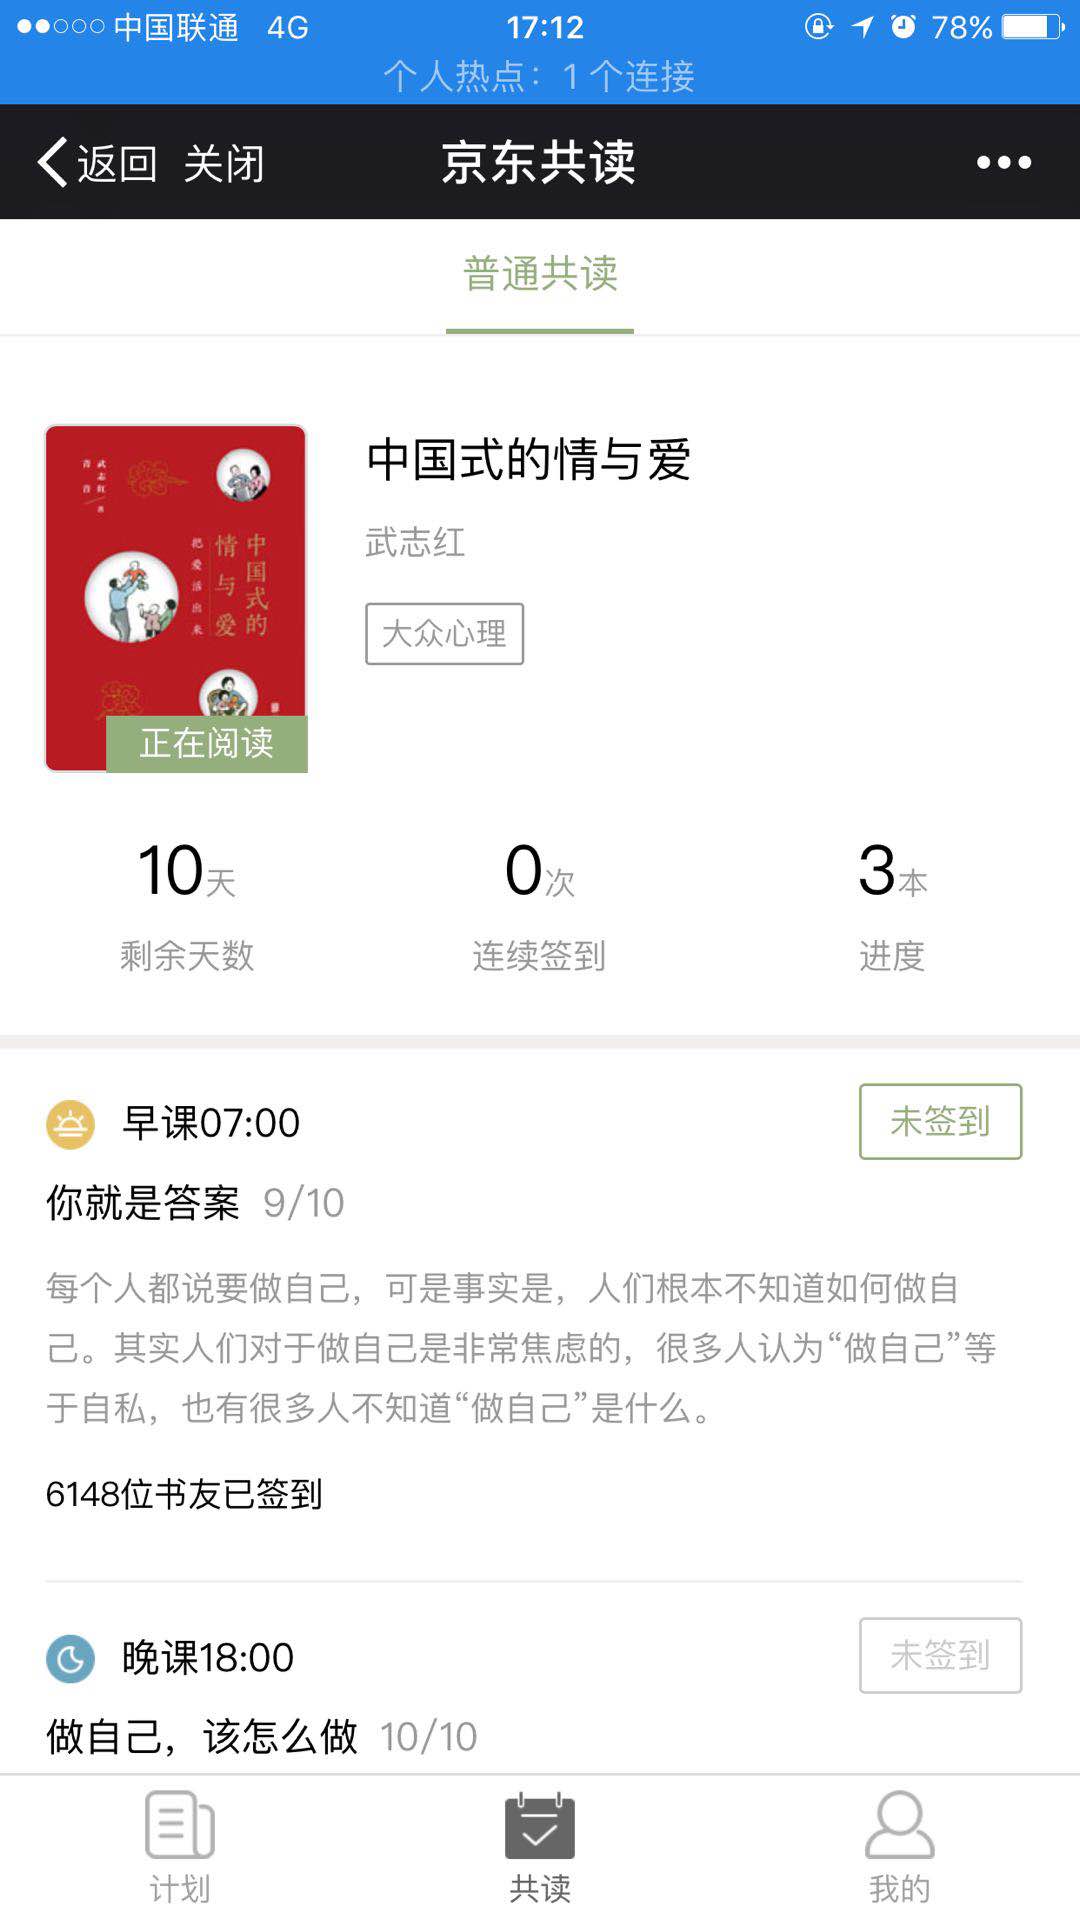 中国联通 4G 17:12 78%
个人热点：1 个连接
返回 关闭 京东共读
普通共读
中国式的情与爱
武志红
大众心理
武志红
青音
著
中国式的
情与爱
把爱活出来
正在阅读
10天 0次 3本
剩余天数 连续签到 进度
早课07:00 未签到
你就是答案 9/10
每个人都说要做自己，可是事实是，人们根本不知道如何做自
己。其实人们对于做自己是非常焦虑的，很多人认为“做自己”等
于自私，也有很多人不知道“做自己”是什么。
6148位书友已签到
晚课18:00 未签到
做自己，该怎么做 10/10
计划 共读 我的